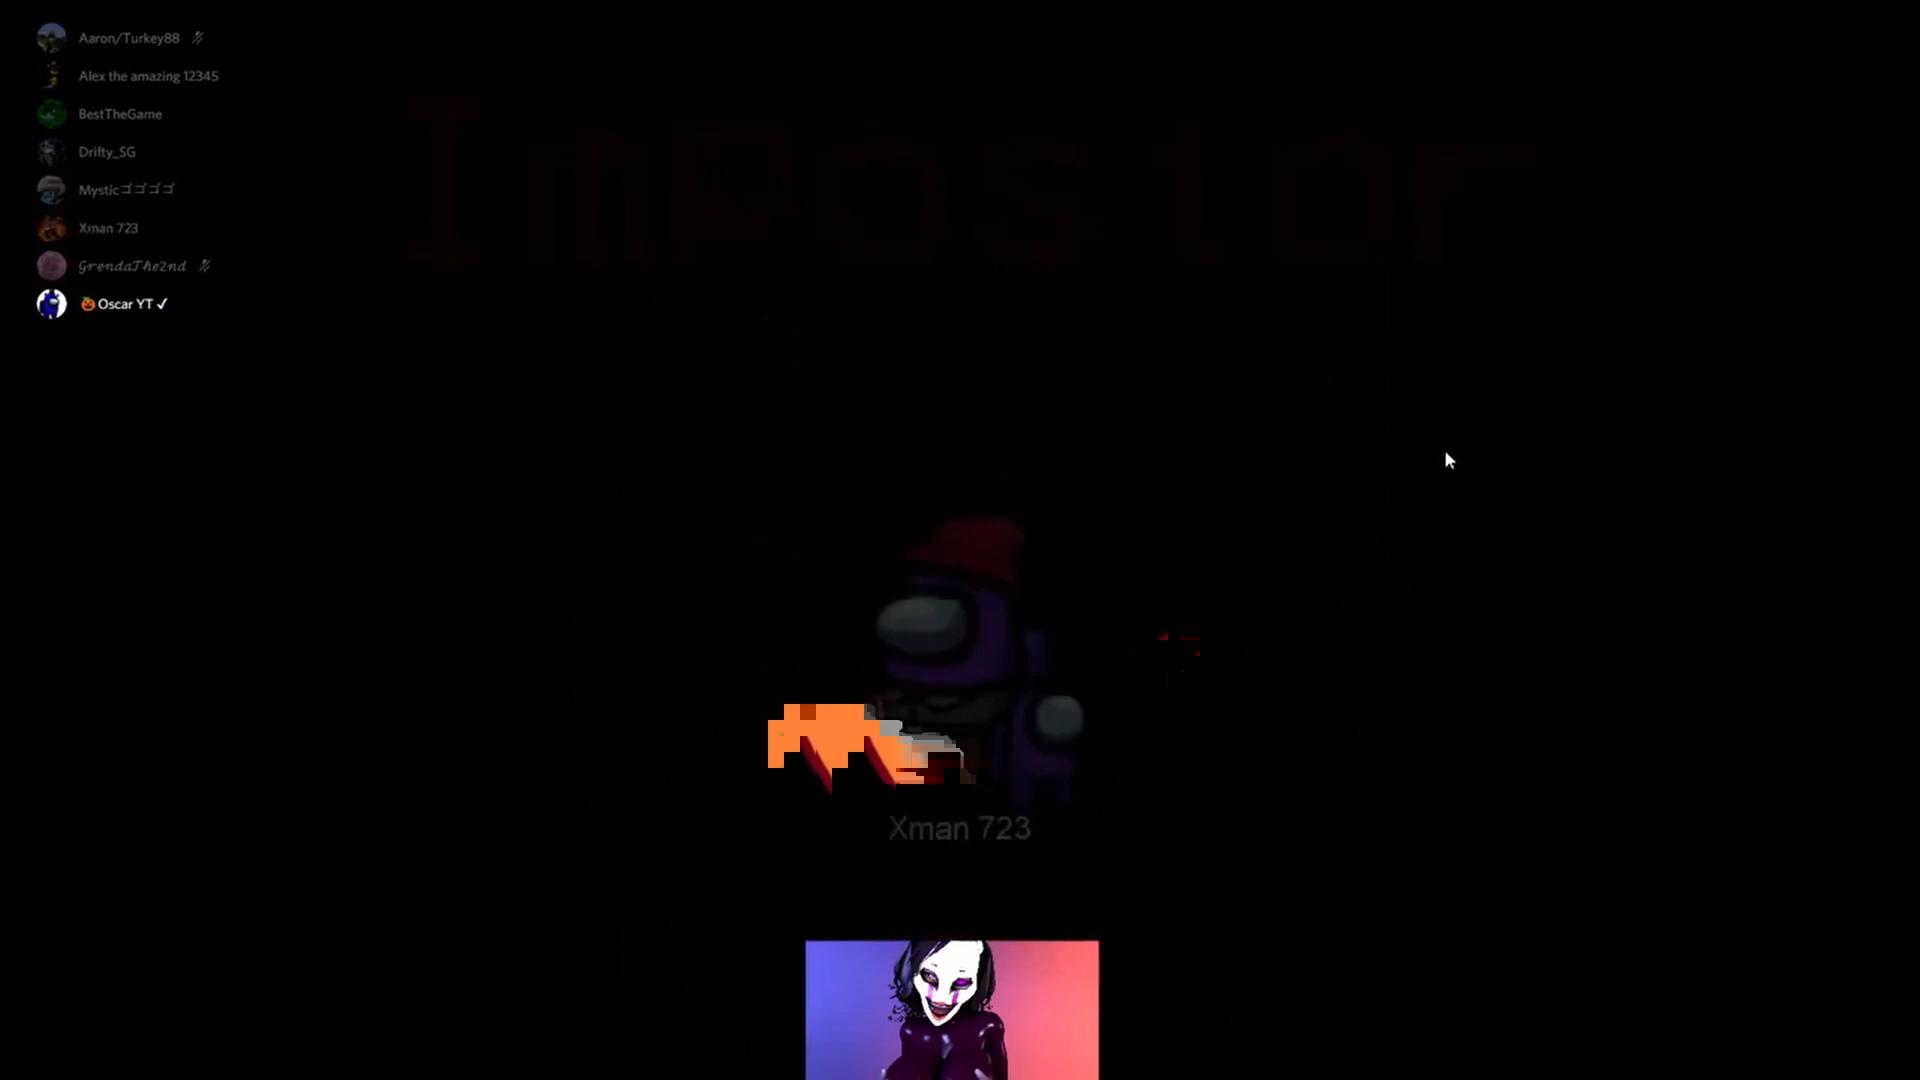 Aaron/Turkey88
Alex the amazing 12345
BestTheGame
Drifty_SG
Mysticゴゴゴゴ
Xman 723
𝓖𝓻𝓮𝓷𝓭𝓪𝓣𝓱𝓮2𝓷𝓭
🎃Oscar YT ✓
Impostor
Xman 723